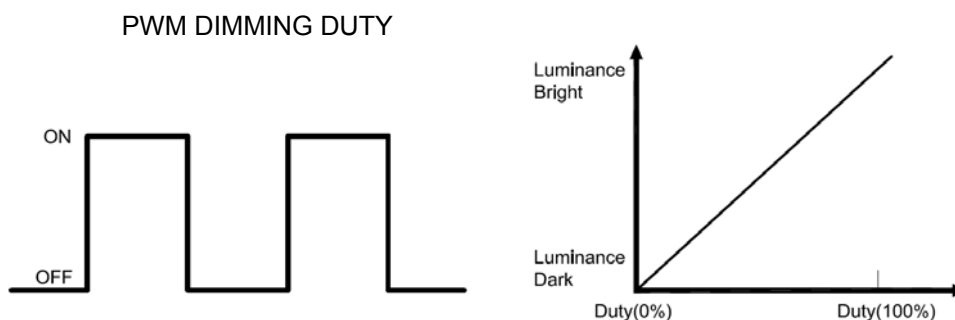 PWM DIMMING DUTY
ON
OFF
Luminance
Bright
Luminance
Dark
Duty(0%)
Duty(100%)